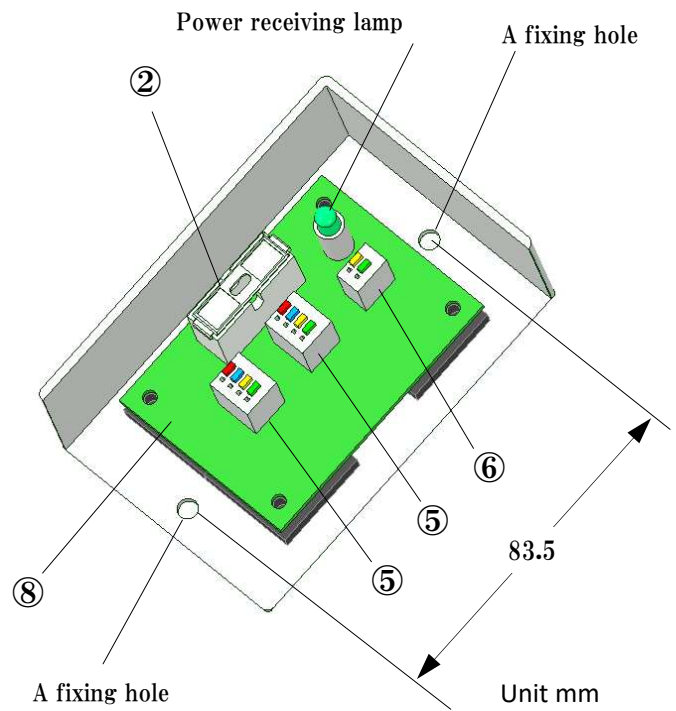 Power receiving lamp
A fixing hole
②
⑥
⑤
83.5
⑤
⑧
A fixing hole
Unit mm